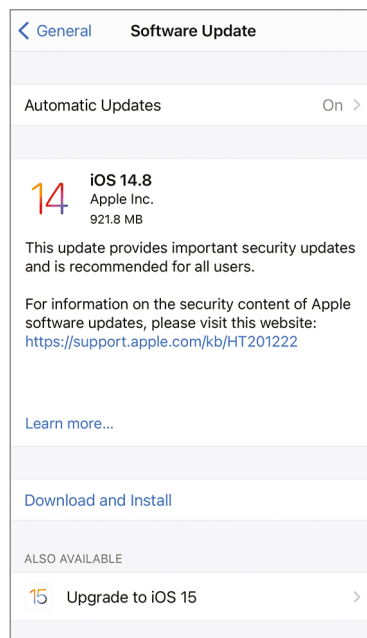 General Software Update
Automatic Updates On
14
iOS 14.8
Apple Inc.
921.8 MB
This update provides important security updates
and is recommended for all users.
For information on the security content of Apple
software updates, please visit this website:
https://support.apple.com/kb/HT201222
Learn more...
Download and Install
ALSO AVAILABLE
15 Upgrade to iOS 15